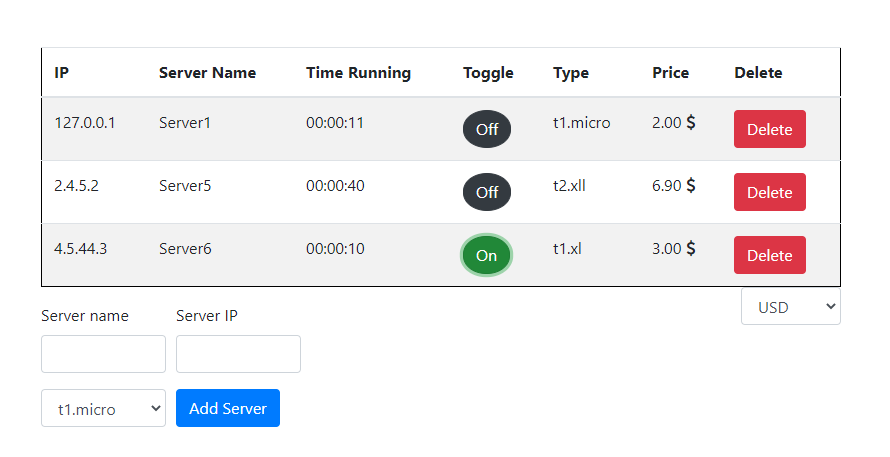 IP Server Name Time Running Toggle Type Price Delete
127.0.0.1 Server1 00:00:11 Off t1.micro 2.00 $ Delete
2.4.5.2 Server5 00:00:40 Off t2.xll 6.90 $ Delete
4.5.44.3 Server6 00:00:10 On t1.xl 3.00 $ Delete
USD
Server name Server IP
t1.micro Add Server